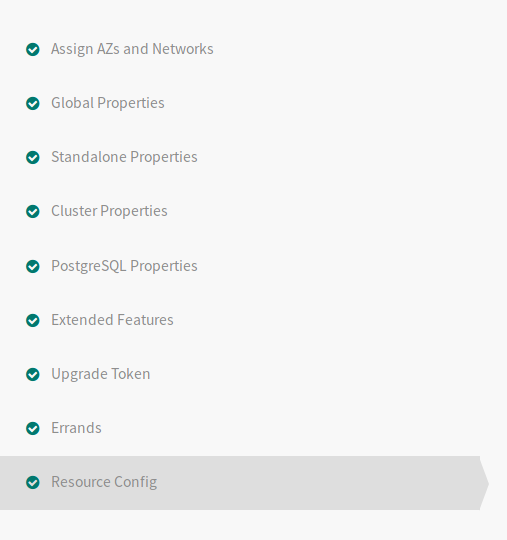 Assign AZs and Networks
Global Properties
Standalone Properties
Cluster Properties
PostgreSQL Properties
Extended Features
Upgrade Token
Errands
Resource Config